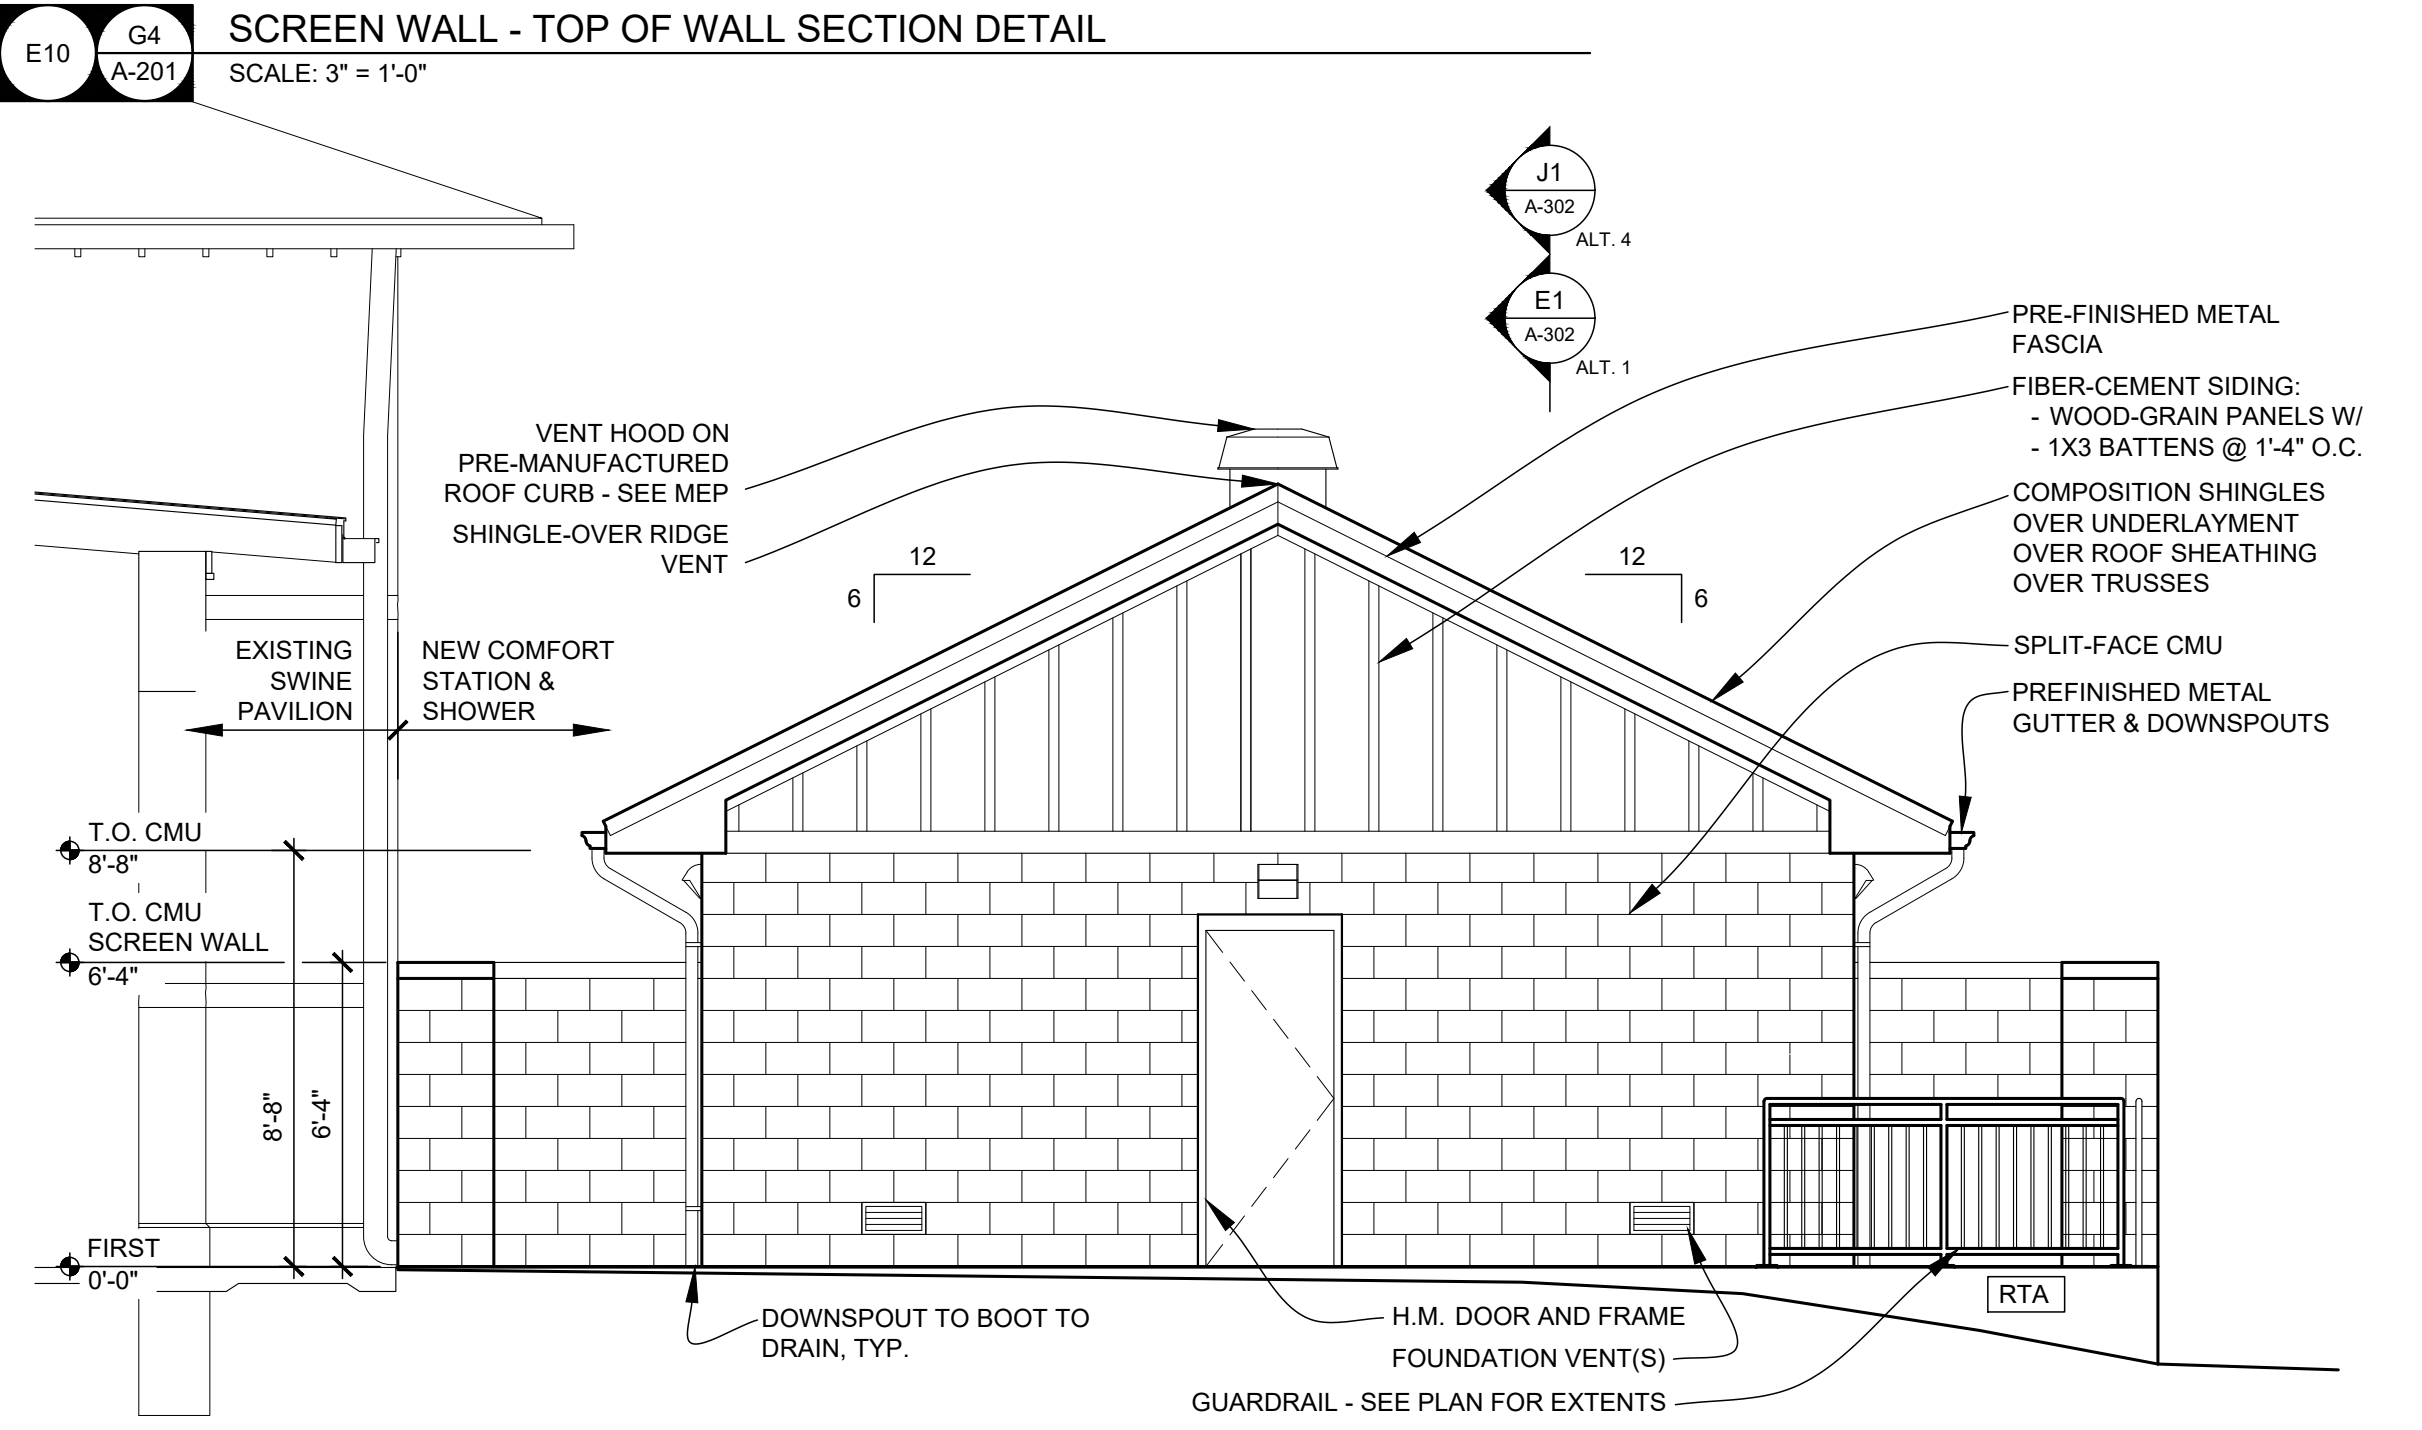 E10
G4
A-201
SCREEN WALL - TOP OF WALL SECTION DETAIL
SCALE: 3" = 1'-0"
J1
A-302
ALT. 4
E1
A-302
ALT. 1
PRE-FINISHED METAL
FASCIA
FIBER-CEMENT SIDING:
- WOOD-GRAIN PANELS W/
- 1X3 BATTENS @ 1'-4" O.C.
COMPOSITION SHINGLES
OVER UNDERLAYMENT
OVER ROOF SHEATHING
OVER TRUSSES
SPLIT-FACE CMU
PREFINISHED METAL
GUTTER & DOWNSPOUTS
VENT HOOD ON
PRE-MANUFACTURED
ROOF CURB - SEE MEP
SHINGLE-OVER RIDGE
VENT
12
6
12
6
EXISTING
SWINE
PAVILION
NEW COMFORT
STATION &
SHOWER
T.O. CMU
8'-8"
T.O. CMU
SCREEN WALL
6'-4"
8'-8"
6'-4"
FIRST
0'-0"
RTA
DOWNSPOUT TO BOOT TO
DRAIN, TYP.
H.M. DOOR AND FRAME
FOUNDATION VENT(S)
GUARDRAIL - SEE PLAN FOR EXTENTS